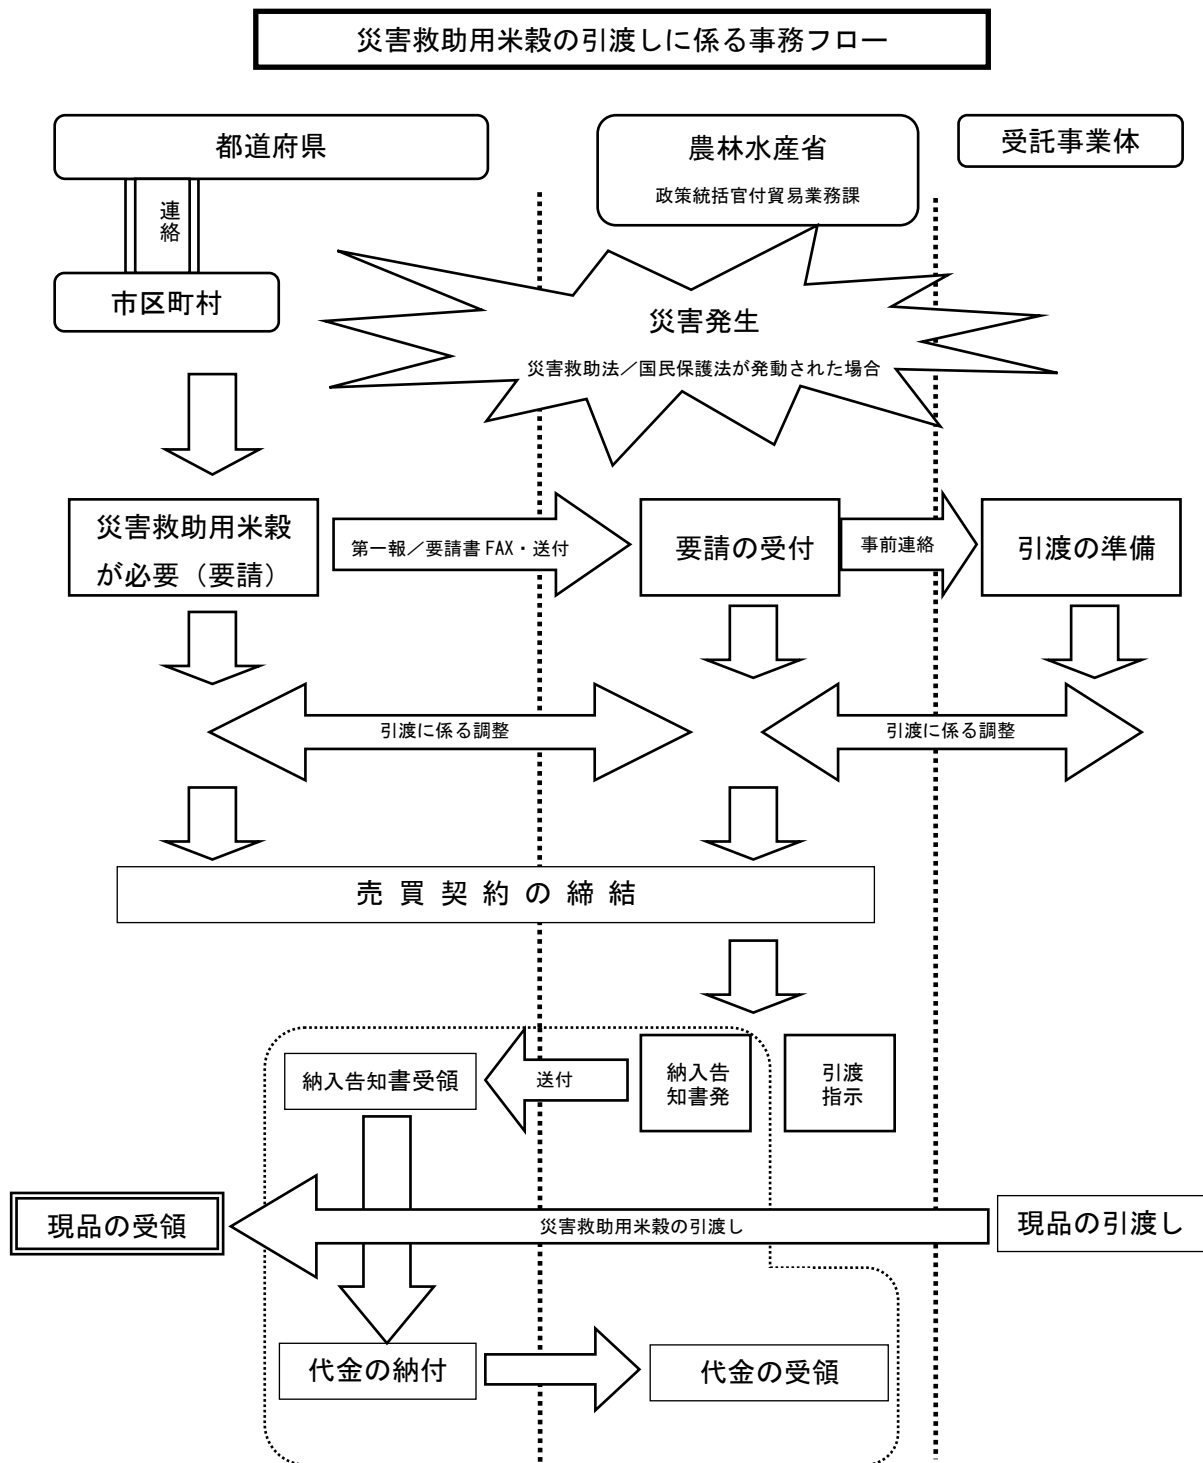 災害救助用米穀の引渡しに係る事務フロー
都道府県
農林水産省
政策統括官付貿易業務課
受託事業体
連絡
市区町村
災害発生
災害救助法／国民保護法が発動された場合
災害救助用米穀
が必要（要請）
第一報／要請書 FAX・送付
要請の受付
事前連絡
引渡の準備
引渡に係る調整
引渡に係る調整
売買契約の締結
納入告知書受領
送付
納入告
知書発
引渡
指示
現品の受領
災害救助用米穀の引渡し
現品の引渡し
代金の納付
代金の受領